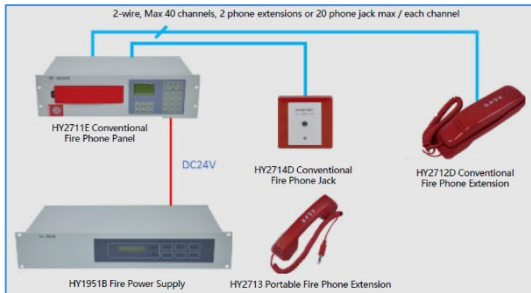 2-wire, Max 40 channels, 2 phone extensions or 20 phone jack max / each channel
HY2711E Conventional
Fire Phone Panel
DC24V
HY2714D Conventional
Fire Phone Jack
HY2712D Conventional
Fire Phone Extension
HY1951B Fire Power Supply
HY2713 Portable Fire Phone Extension